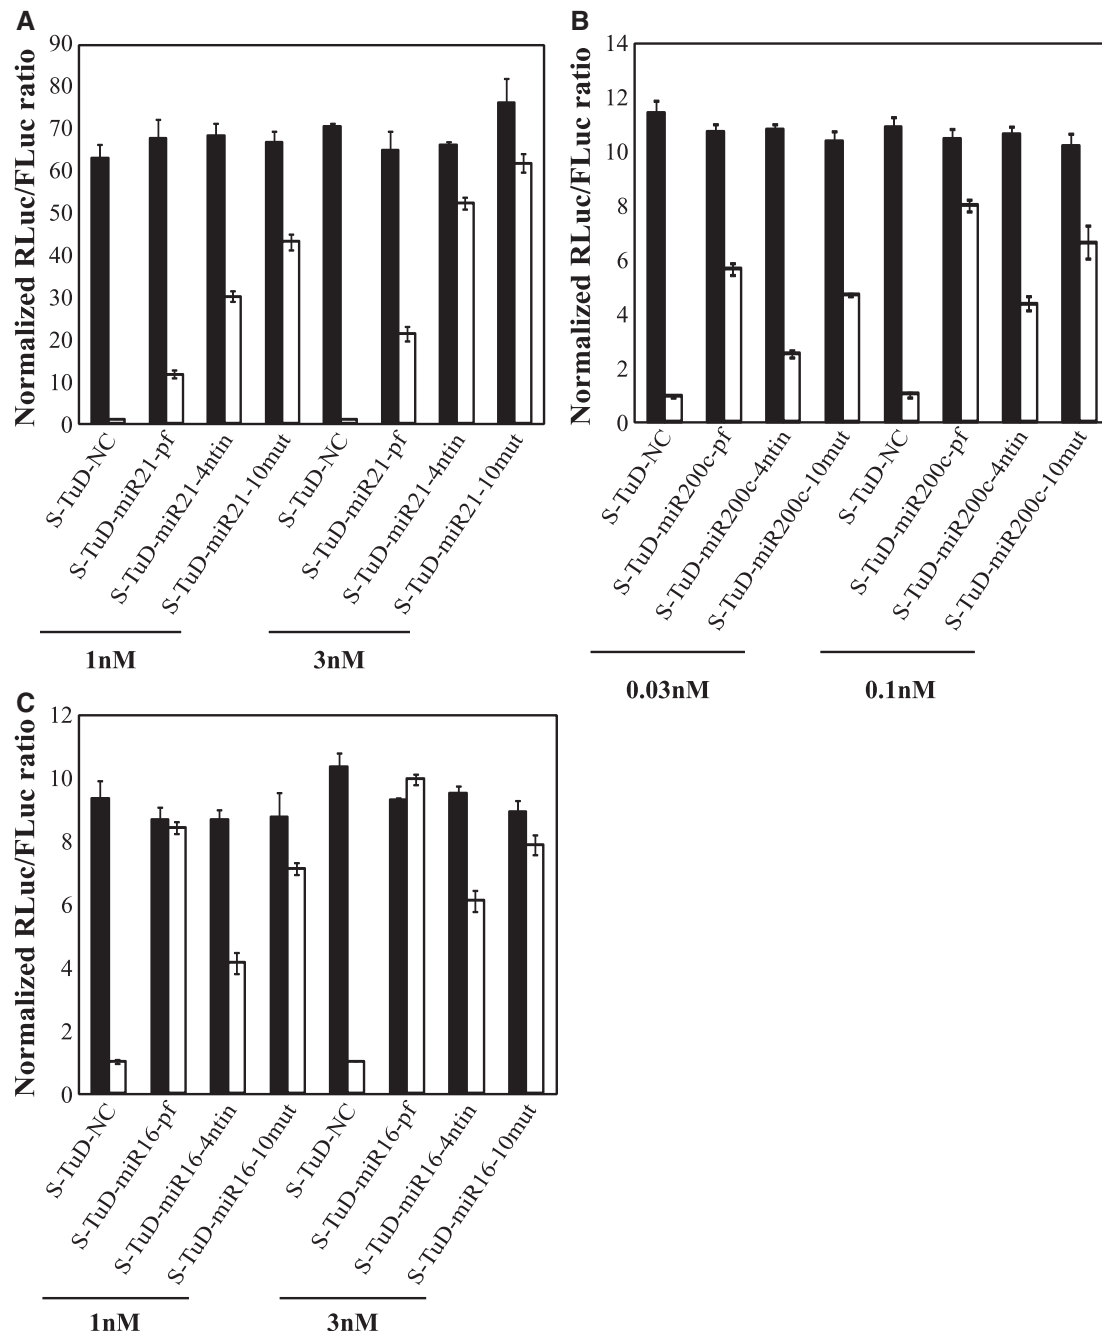 A
Normalized RLuc/FLuc ratio
90
80
70
60
50
40
30
20
10
0
S-TuD-NC
S-TuD-miR21-pf
S-TuD-miR21-4ntin
S-TuD-miR21-10mut
S-TuD-NC
S-TuD-miR21-pf
S-TuD-miR21-4ntin
S-TuD-miR21-10mut
1nM
3nM
B
Normalized RLuc/FLuc ratio
14
12
10
8
6
4
2
0
S-TuD-NC
S-TuD-miR200c-pf
S-TuD-miR200c-4ntin
S-TuD-miR200c-10mut
S-TuD-NC
S-TuD-miR200c-pf
S-TuD-miR200c-4ntin
S-TuD-miR200c-10mut
0.03nM
0.1nM
C
Normalized RLuc/FLuc ratio
12
10
8
6
4
2
0
S-TuD-NC
S-TuD-miR16-pf
S-TuD-miR16-4ntin
S-TuD-miR16-10mut
S-TuD-NC
S-TuD-miR16-pf
S-TuD-miR16-4ntin
S-TuD-miR16-10mut
1nM
3nM